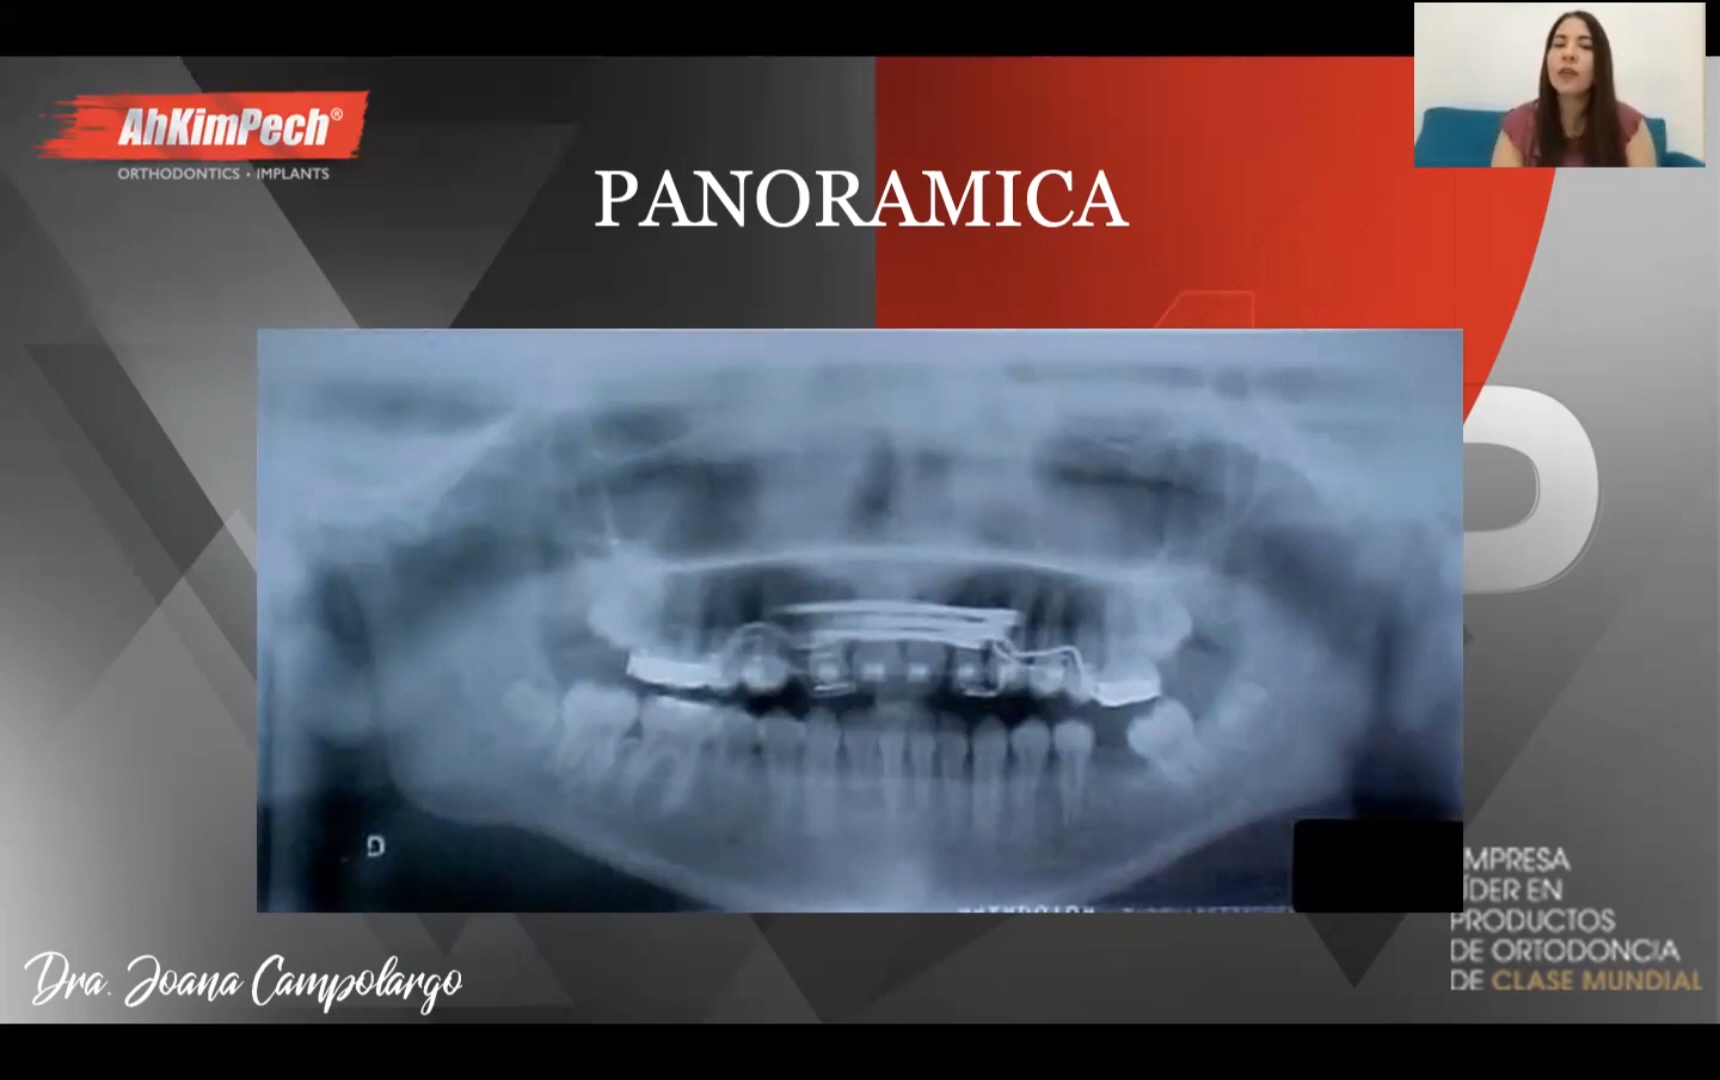 AhKimPech®
ORTHODONTICS • IMPLANTS
PANORAMICA
D
MPRESA
ÍDER EN
PRODUCTOS
DE ORTODONCIA
DE CLASE MUNDIAL
Dra. Joana Campolargo